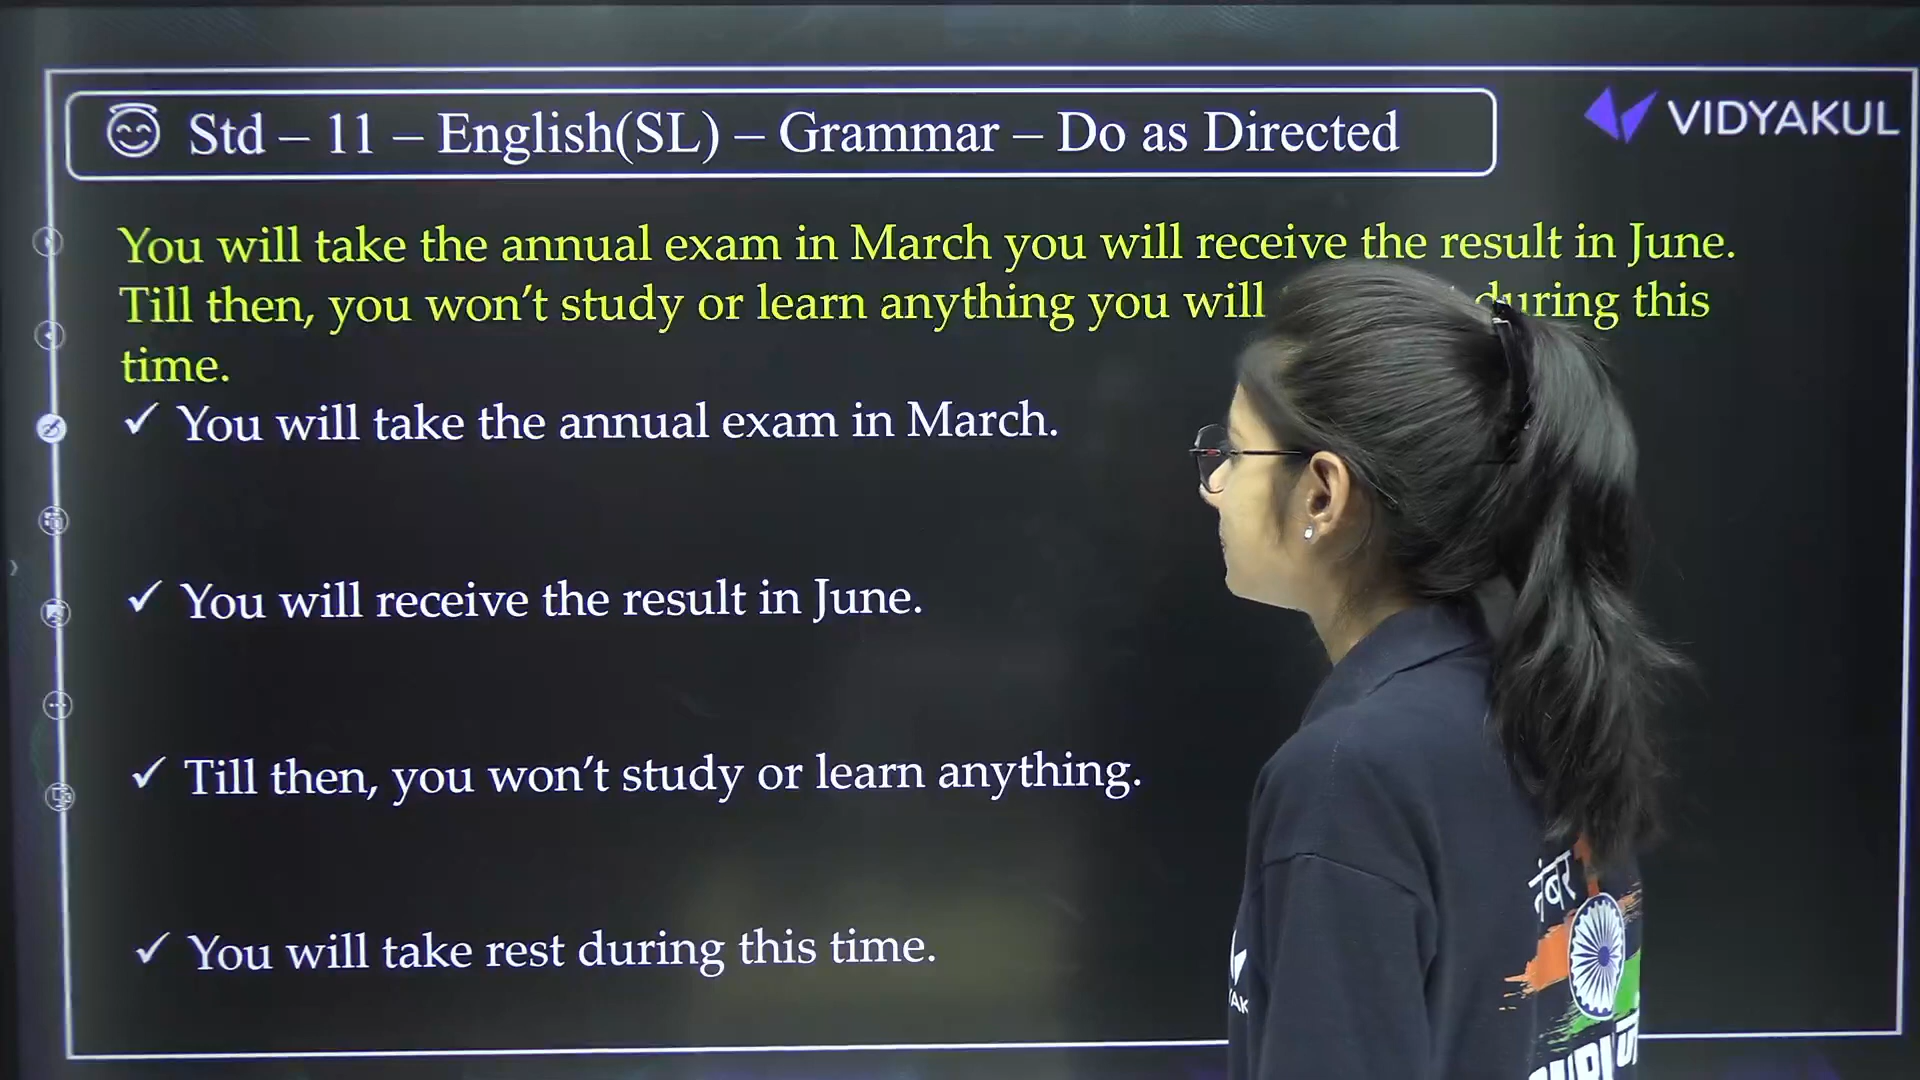 Std – 11 – English(SL) – Grammar – Do as Directed
VIDYAKUL
You will take the annual exam in March you will receive the result in June.
Till then, you won’t study or learn anything you will during this
time.
✓ You will take the annual exam in March.
✓ You will receive the result in June.
✓ Till then, you won’t study or learn anything.
✓ You will take rest during this time.
नंबर